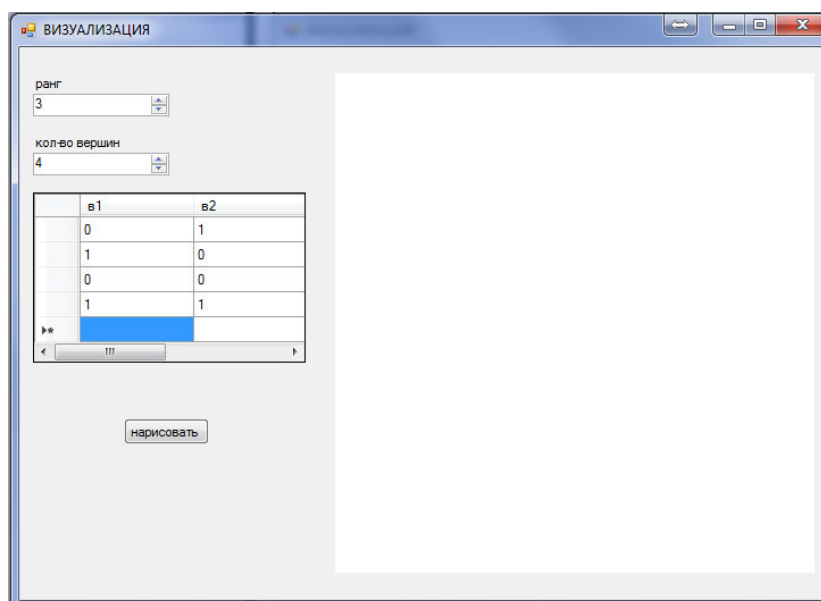 ВИЗУАЛИЗАЦИЯ
ранг
3
кол-во вершин
4
в1 в2
0 1
1 0
0 0
1 1
нарисовать